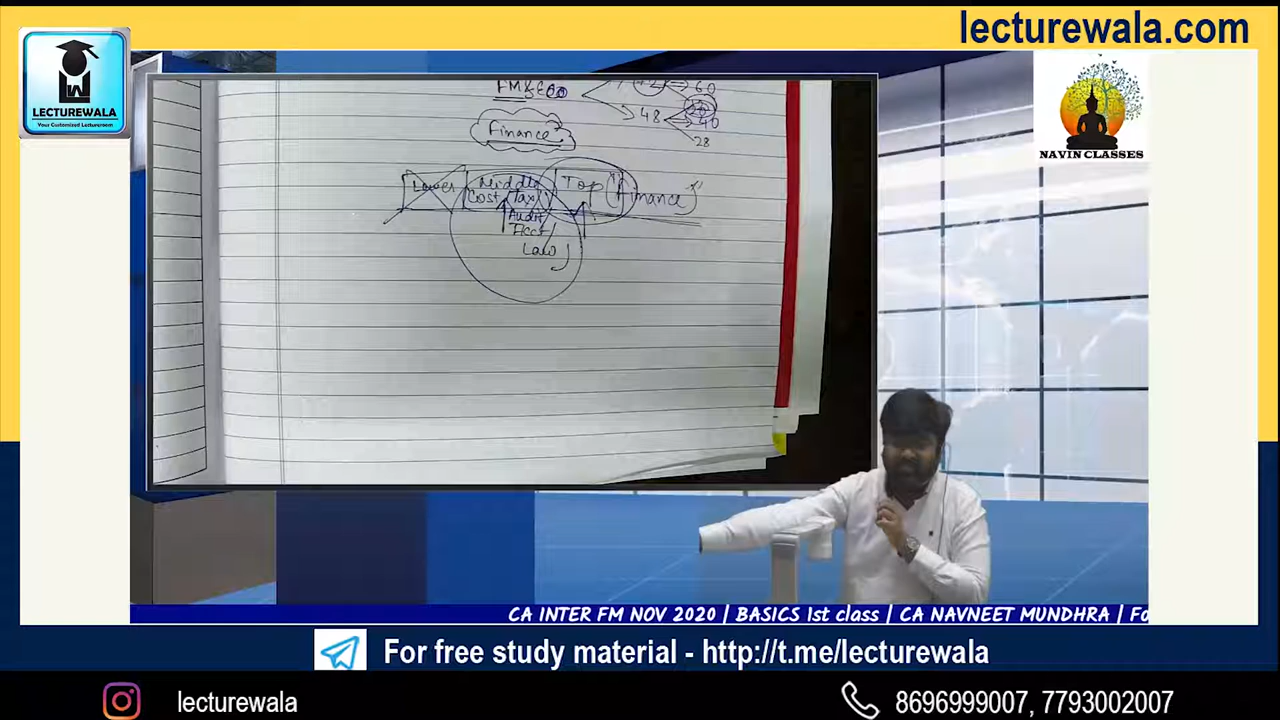 lecturewala.com
LECTUREWALA
Your Customized Lectureroom
NAVIN CLASSES
FM & ECO
60
48
40
28
Finance
Lower Middle Top (Finance)
Cost Tax
Audit
Acct
Law
CA INTER FM NOV 2020 | BASICS 1st class | CA NAVNEET MUNDHRA | Fo
For free study material - http://t.me/lecturewala
lecturewala
8696999007, 7793002007